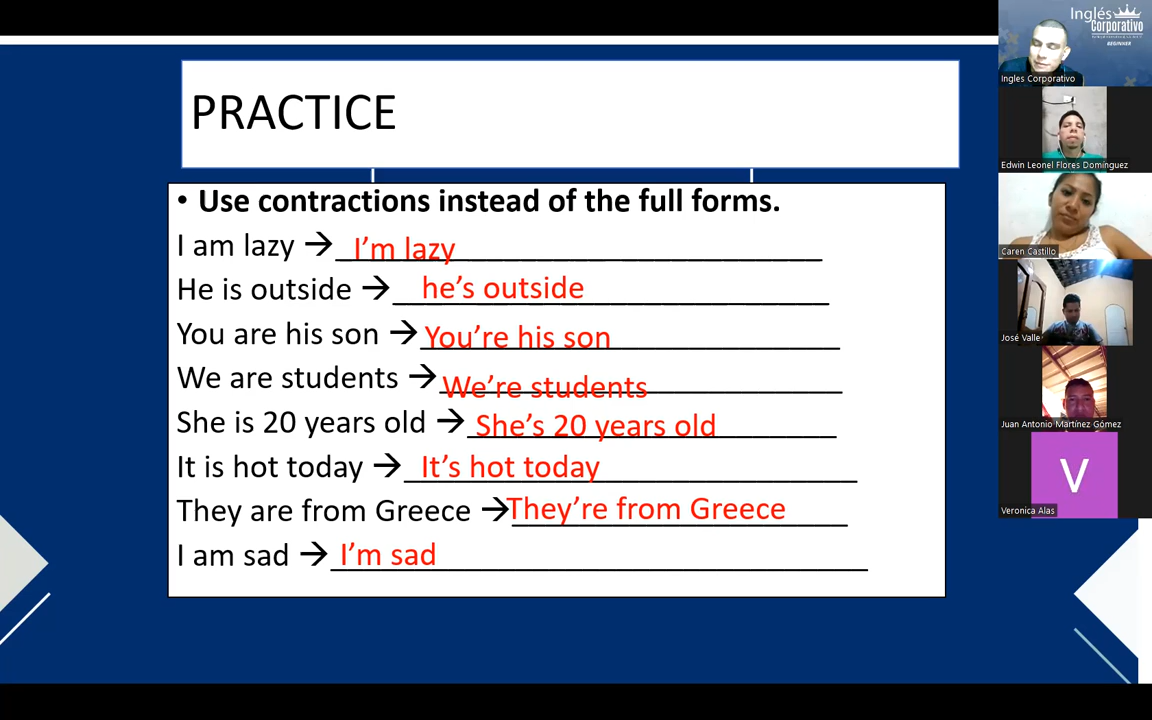 PRACTICE
• Use contractions instead of the full forms.
I am lazy → I'm lazy
He is outside → he's outside
You are his son → You're his son
We are students → We're students
She is 20 years old → She's 20 years old
It is hot today → It's hot today
They are from Greece → They're from Greece
I am sad → I'm sad
Inglés
Corporativo
BEGINNER
Ingles Corporativo
Edwin Leonel Flores Domínguez
Caren Castillo
José Valle
Juan Antonio Martínez Gómez
V
Veronica Alas